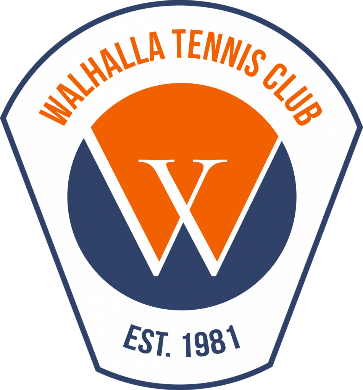 WALHALLA TENNIS CLUB
W
EST. 1981